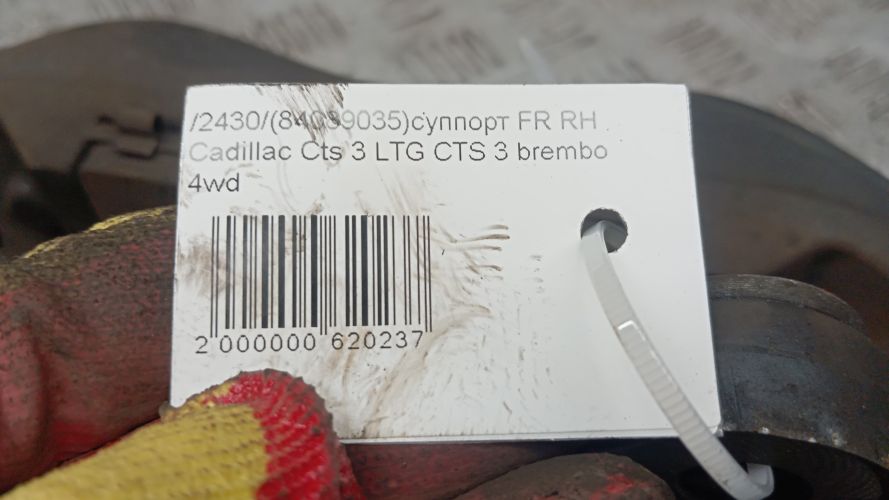 /2430/(84039035)суппорт FR RH
Cadillac Cts 3 LTG CTS 3 brembo
4wd
2 000000 620237